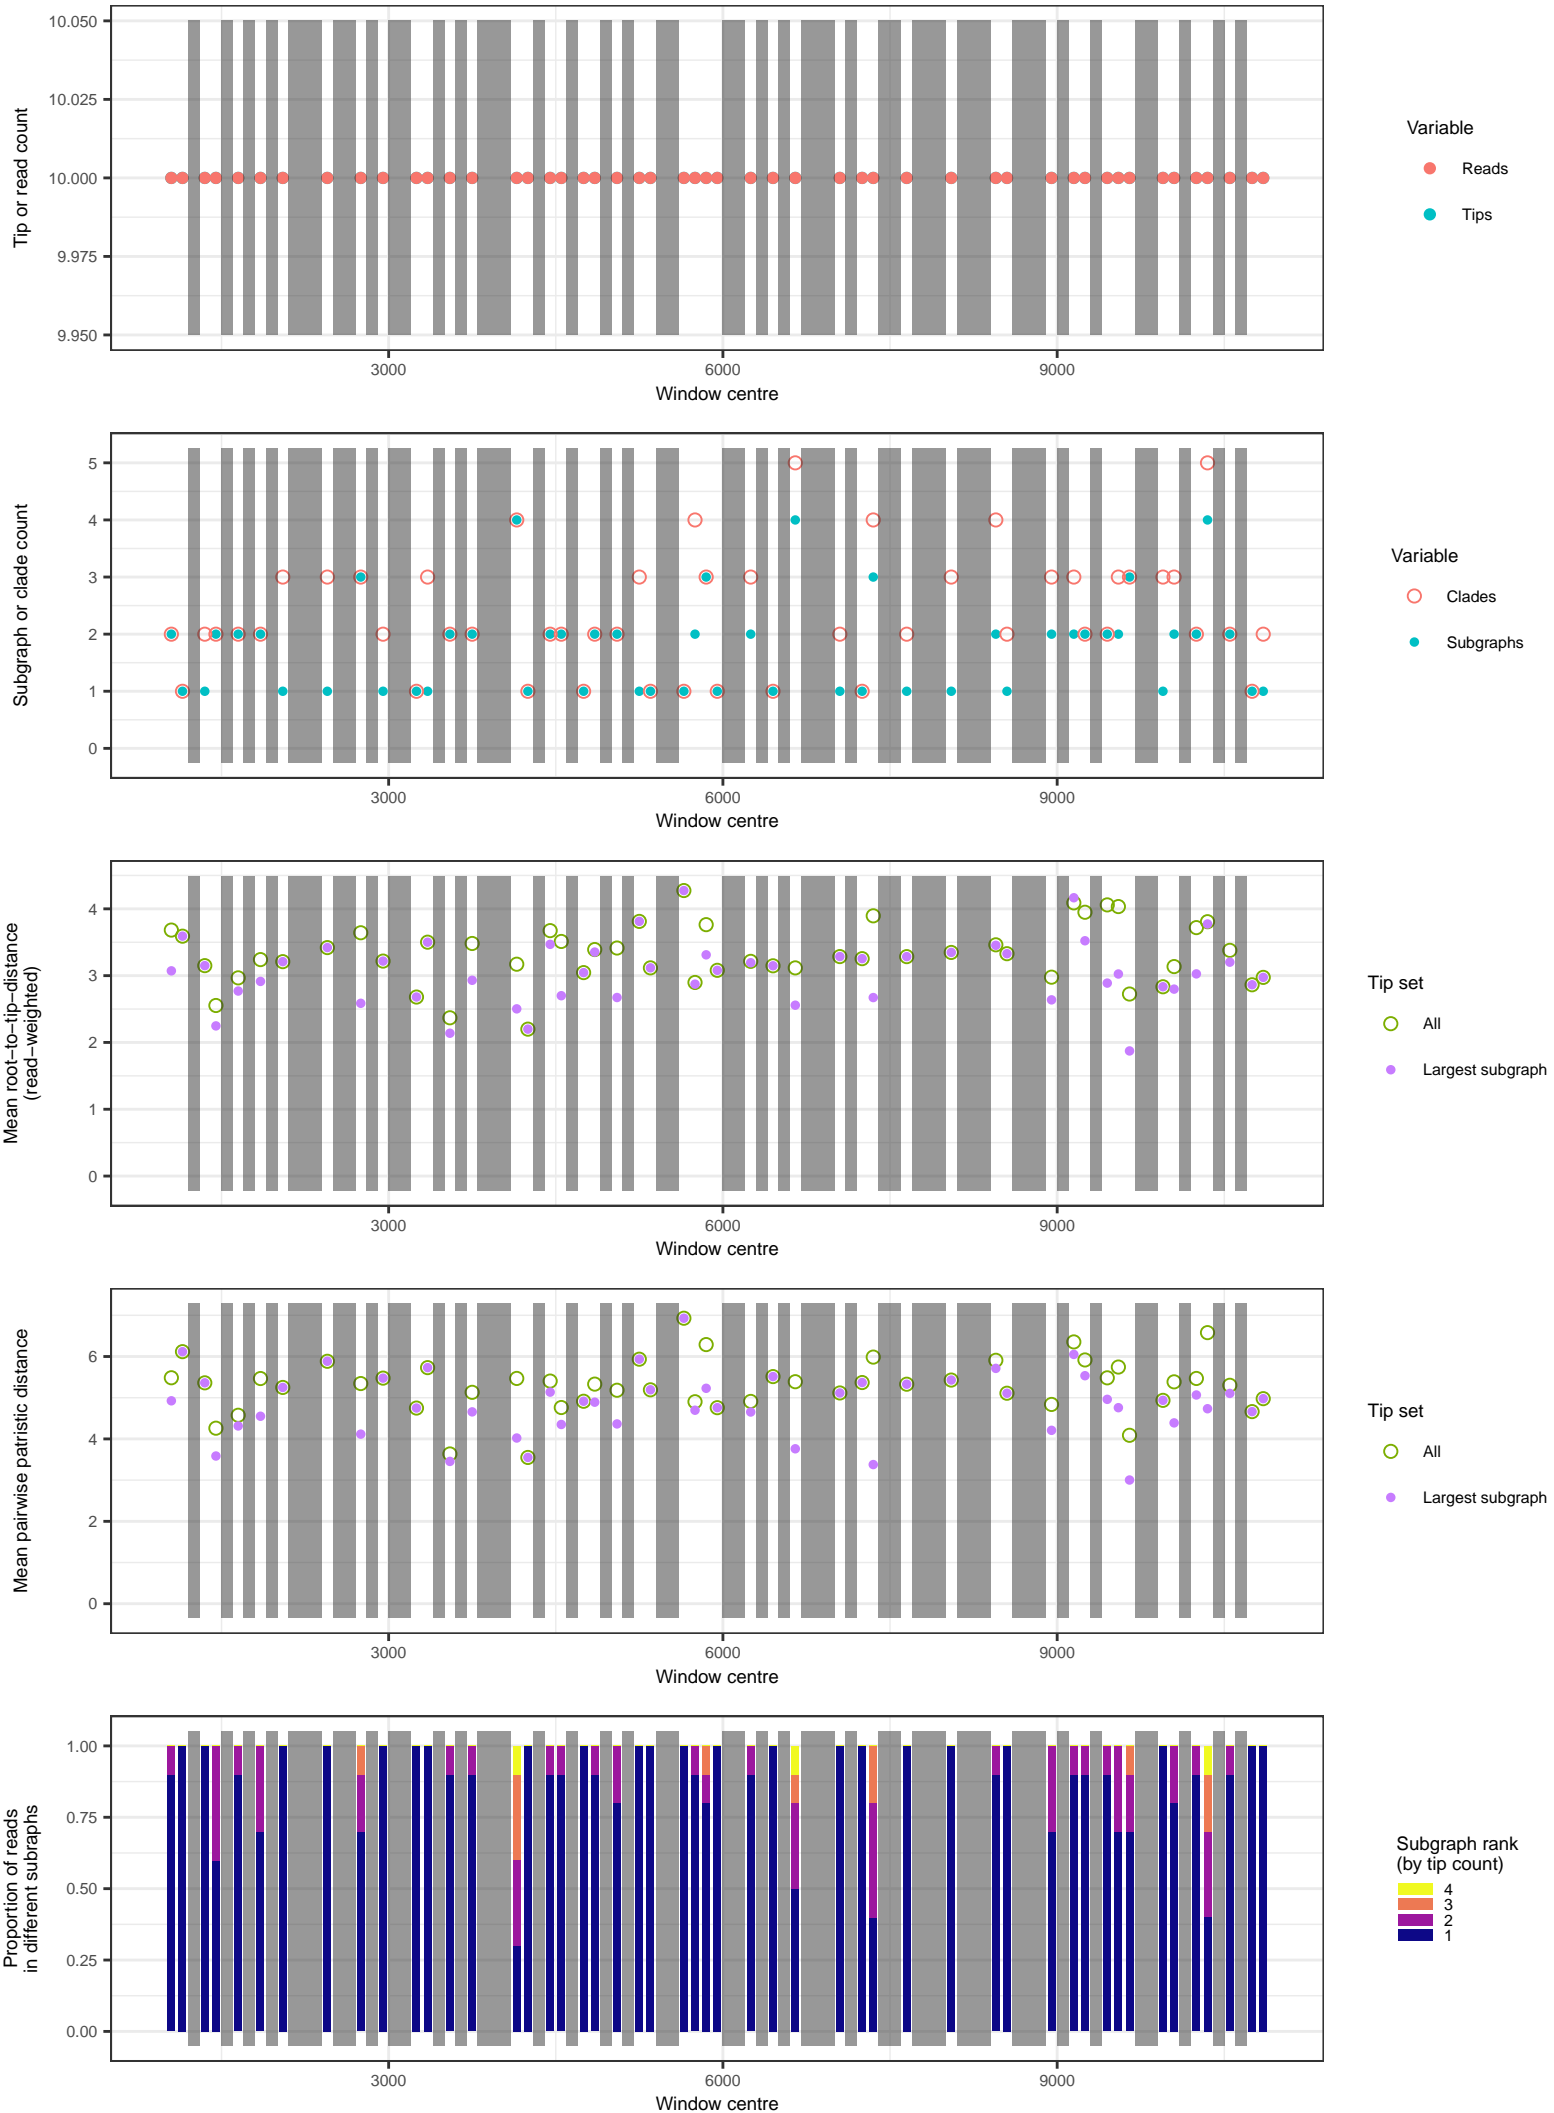 Tip or read count
10.050
10.025
10.000
9.975
9.950
3000
6000
9000
Window centre
Variable
Reads
Tips
Subgraph or clade count
5
4
3
2
1
0
3000
6000
9000
Window centre
Variable
Clades
Subgraphs
Mean root−to−tip−distance
(read−weighted)
4
3
2
1
0
3000
6000
9000
Window centre
Tip set
All
Largest subgraph
Mean pairwise patristic distance
6
4
2
0
3000
6000
9000
Window centre
Tip set
All
Largest subgraph
Proportion of reads
in different subraphs
1.00
0.75
0.50
0.25
0.00
3000
6000
9000
Window centre
Subgraph rank
(by tip count)
4
3
2
1